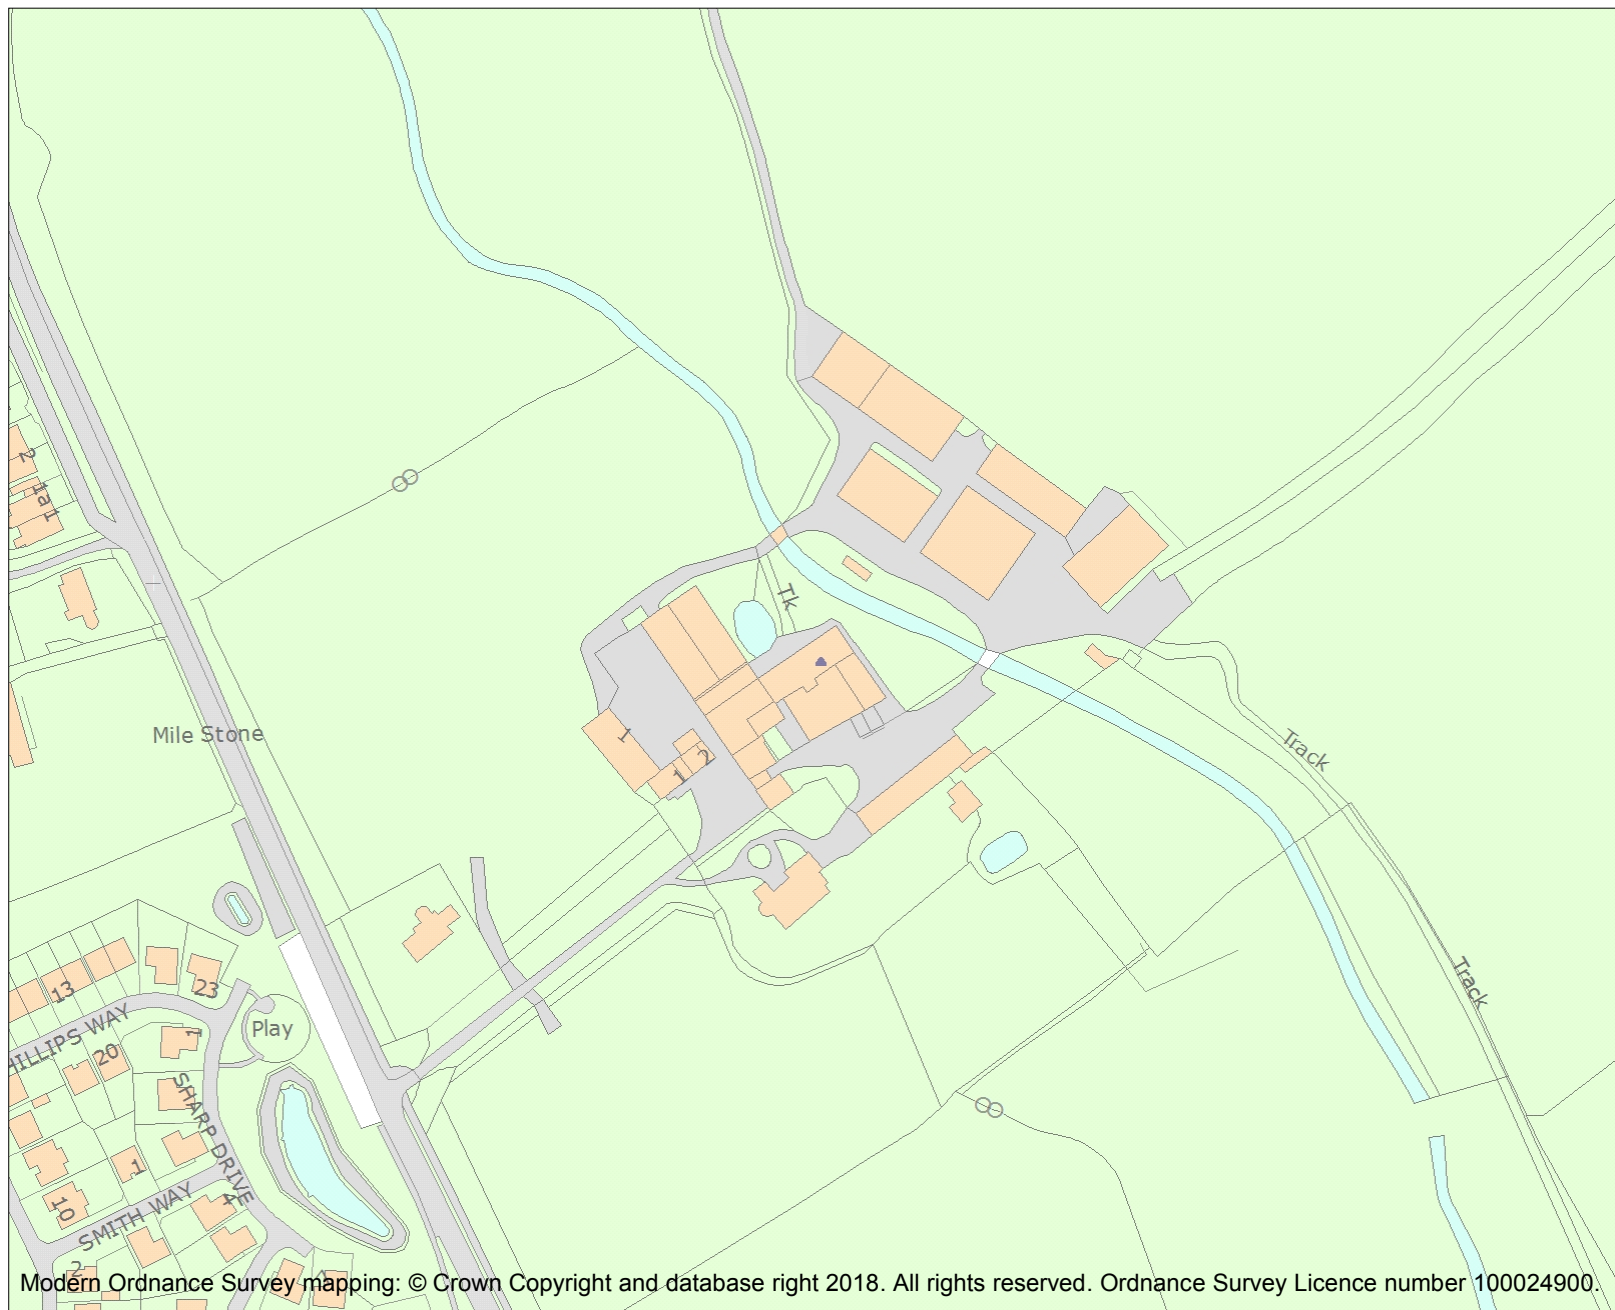 2
1a1
Tk
1
1
2
Mile Stone
Track
Track
13
23
Play
HILLIPS WAY
20
1
SHARP DRIVE
1
10
SMITH WAY
4
2
Modern Ordnance Survey mapping: © Crown Copyright and database right 2018. All rights reserved. Ordnance Survey Licence number 100024900.